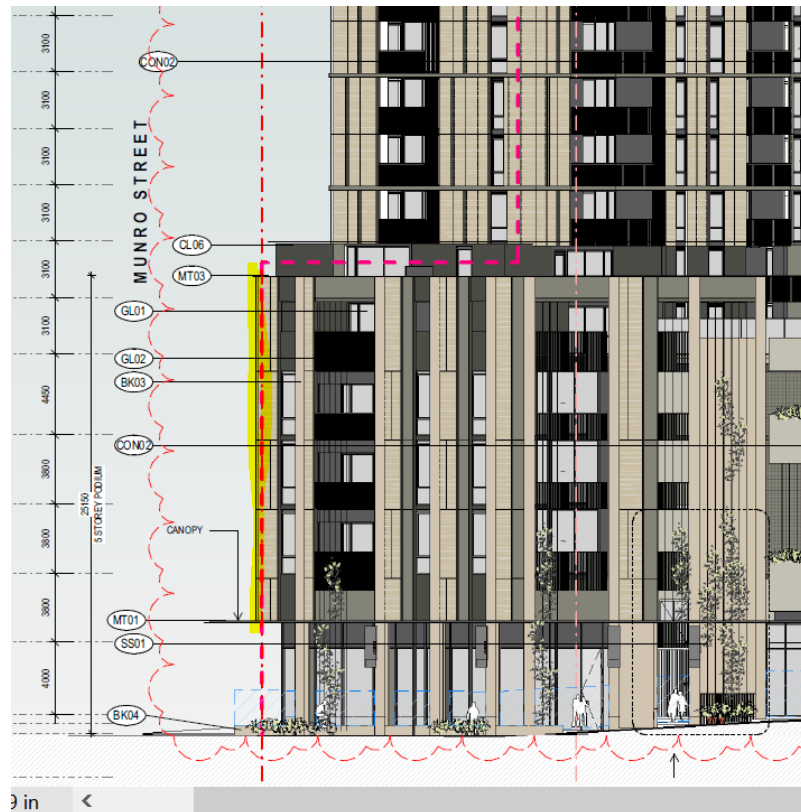 3100
CON02
3100
3100
MUNRO STREET
3100
CL06
3100
MT03
GL01
3100
GL02
BK03
4450
CON02
3800
25150
5 STOREY PODIUM
CANOPY
3800
MT01
3800
SS01
4000
BK04
9 in